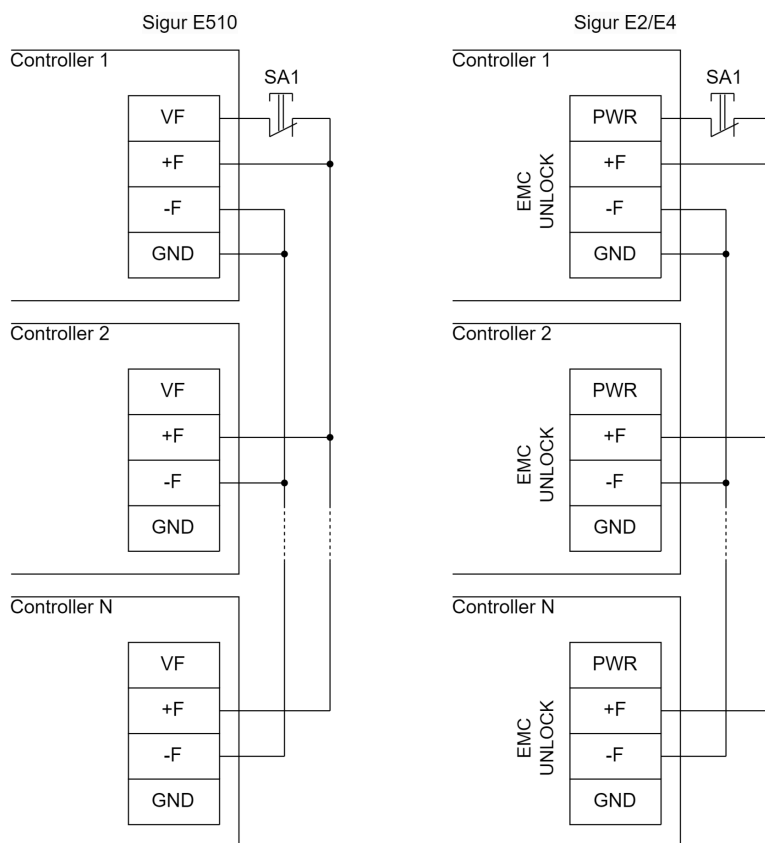 Sigur E510
Controller 1
SA1
VF
+F
-F
GND
Controller 2
VF
+F
-F
GND
Controller N
VF
+F
-F
GND
Sigur E2/E4
Controller 1
SA1
EMC
UNLOCK
PWR
+F
-F
GND
Controller 2
EMC
UNLOCK
PWR
+F
-F
GND
Controller N
EMC
UNLOCK
PWR
+F
-F
GND